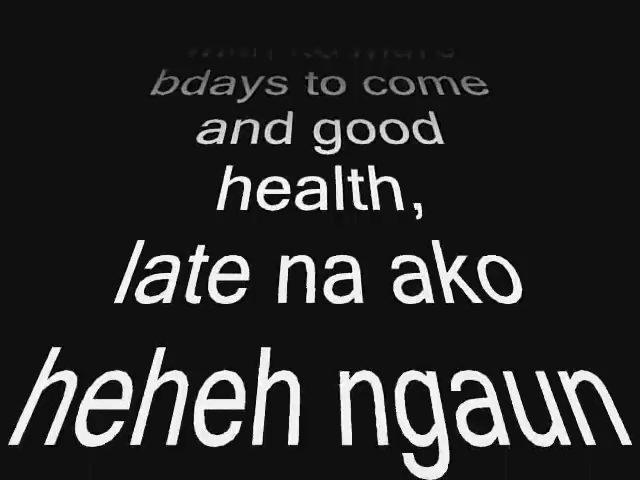 bdays to come
and good
health,
late na ako
heheh ngaun